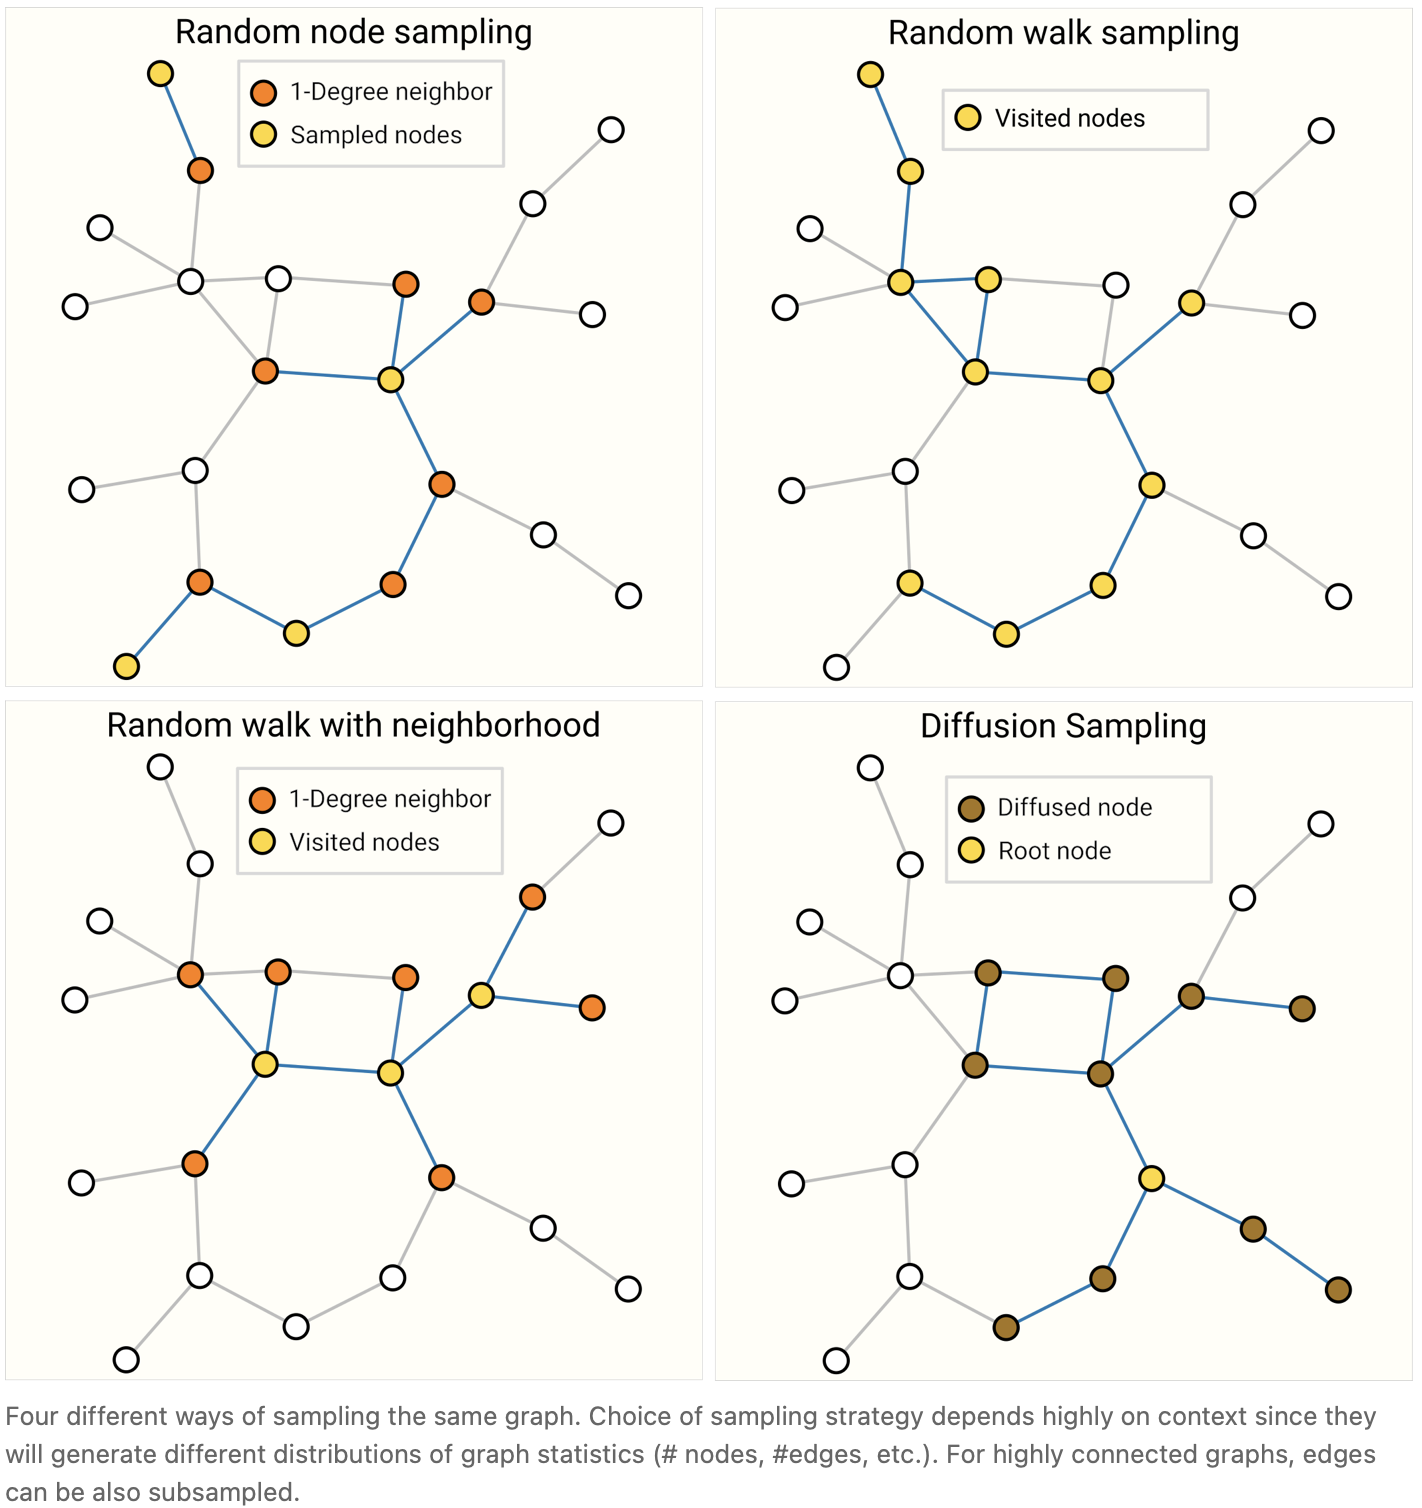 Random node sampling
1-Degree neighbor
Sampled nodes
Random walk sampling
Visited nodes
Random walk with neighborhood
1-Degree neighbor
Visited nodes
Diffusion Sampling
Diffused node
Root node
Four different ways of sampling the same graph. Choice of sampling strategy depends highly on context since they
will generate different distributions of graph statistics (# nodes, #edges, etc.). For highly connected graphs, edges
can be also subsampled.